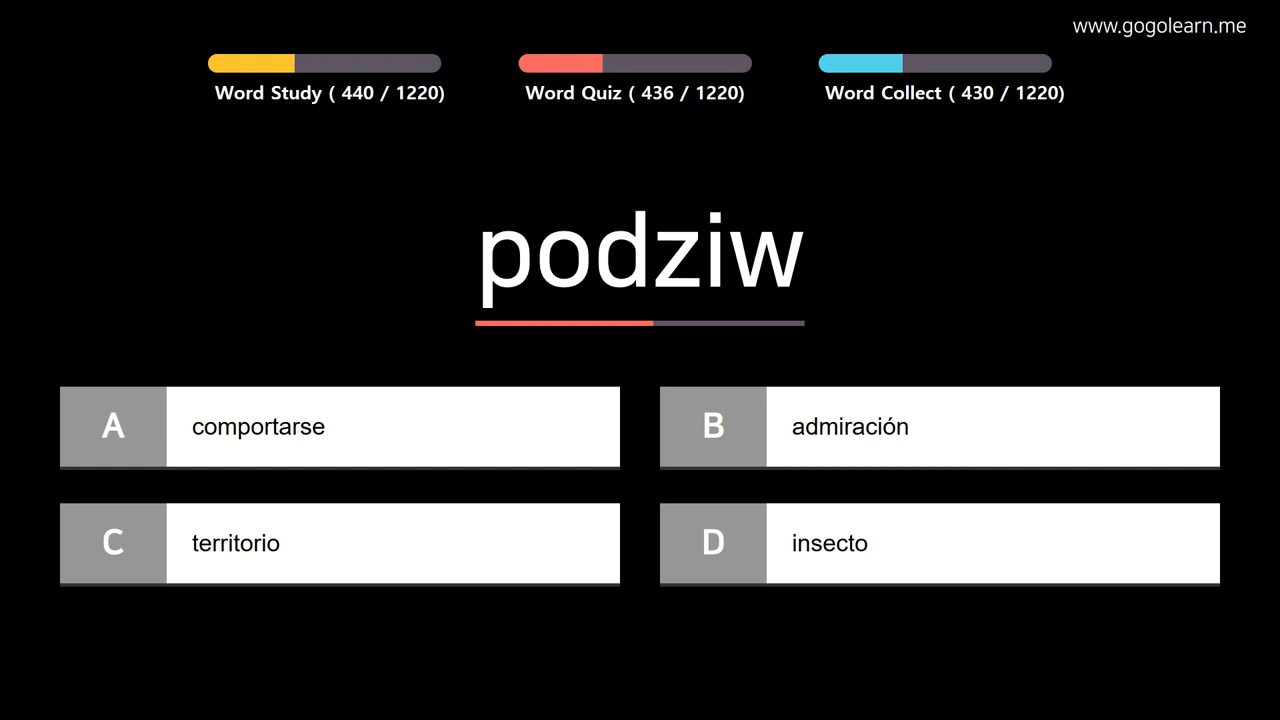 www.gogolearn.me
Word Study ( 440 / 1220)
Word Quiz ( 436 / 1220)
Word Collect ( 430 / 1220)
podziw
A
comportarse
B
admiración
C
territorio
D
insecto